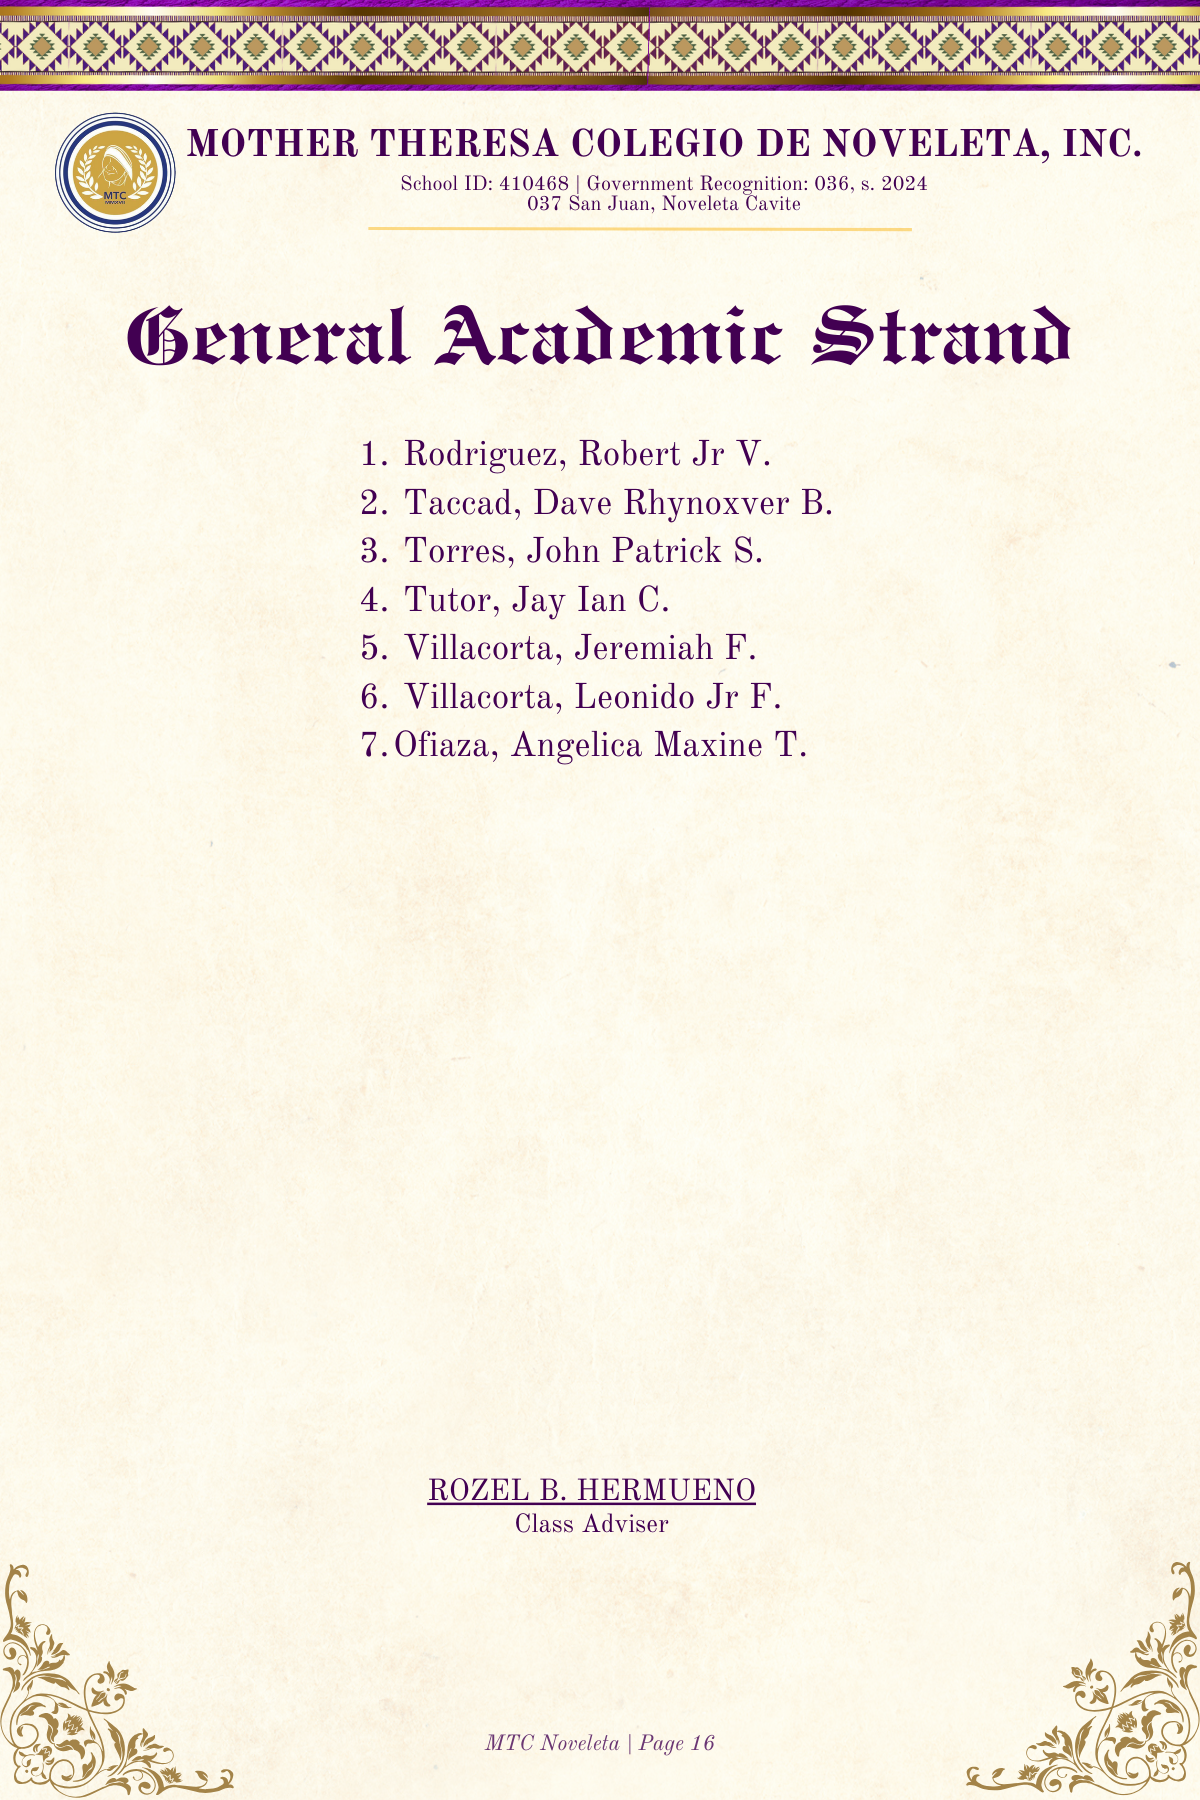 MOTHER THERESA COLEGIO DE NOVELETA, INC.
School ID: 410468 | Government Recognition: 036, s. 2024
037 San Juan, Noveleta Cavite
MTC
General Academic Strand
1. Rodriguez, Robert Jr V.
2. Taccad, Dave Rhynoxver B.
3. Torres, John Patrick S.
4. Tutor, Jay Ian C.
5. Villacorta, Jeremiah F.
6. Villacorta, Leonido Jr F.
7. Ofiaza, Angelica Maxine T.
ROZEL B. HERMUENO
Class Adviser
MTC Noveleta | Page 16